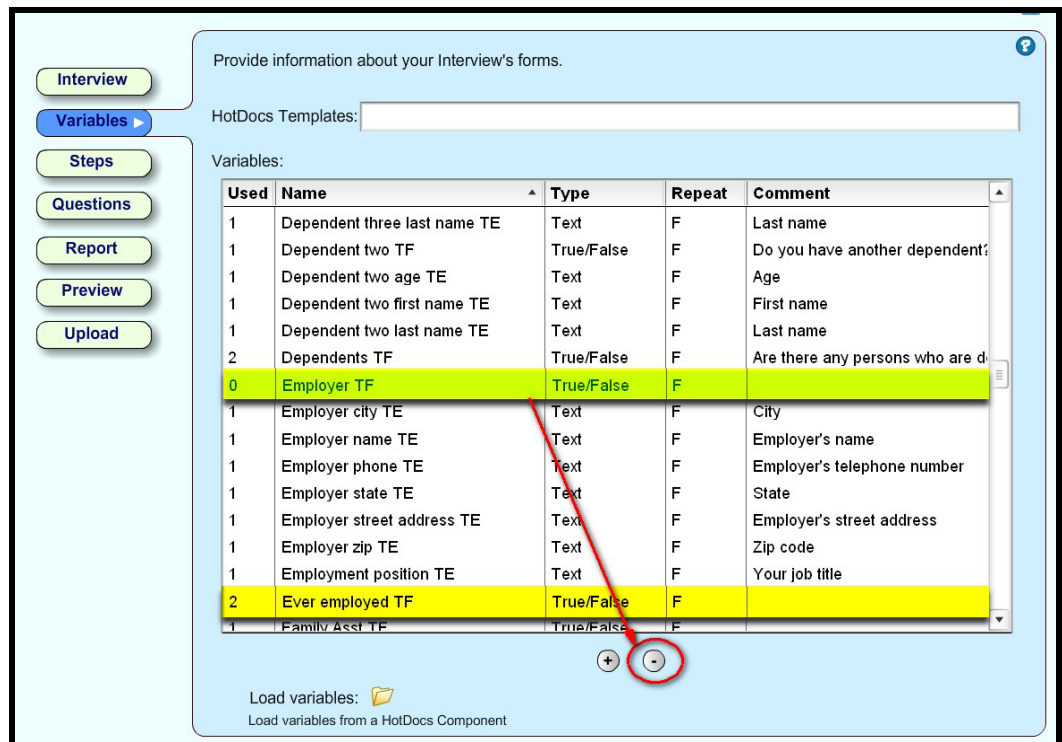 Interview
Variables
Steps
Questions
Report
Preview
Upload
Provide information about your Interview's forms.
?
HotDocs Templates:
Variables:
Used Name Type Repeat Comment
1 Dependent three last name TE Text F Last name
1 Dependent two TF True/False F Do you have another dependent?
1 Dependent two age TE Text F Age
1 Dependent two first name TE Text F First name
1 Dependent two last name TE Text F Last name
2 Dependents TF True/False F Are there any persons who are d
0 Employer TF True/False F
1 Employer city TE Text F City
1 Employer name TE Text F Employer's name
1 Employer phone TE Text F Employer's telephone number
1 Employer state TE Text F State
1 Employer street address TE Text F Employer's street address
1 Employer zip TE Text F Zip code
1 Employment position TE Text F Your job title
2 Ever employed TF True/False F
1 Family Asst TF True/False F
+ -
Load variables:
Load variables from a HotDocs Component